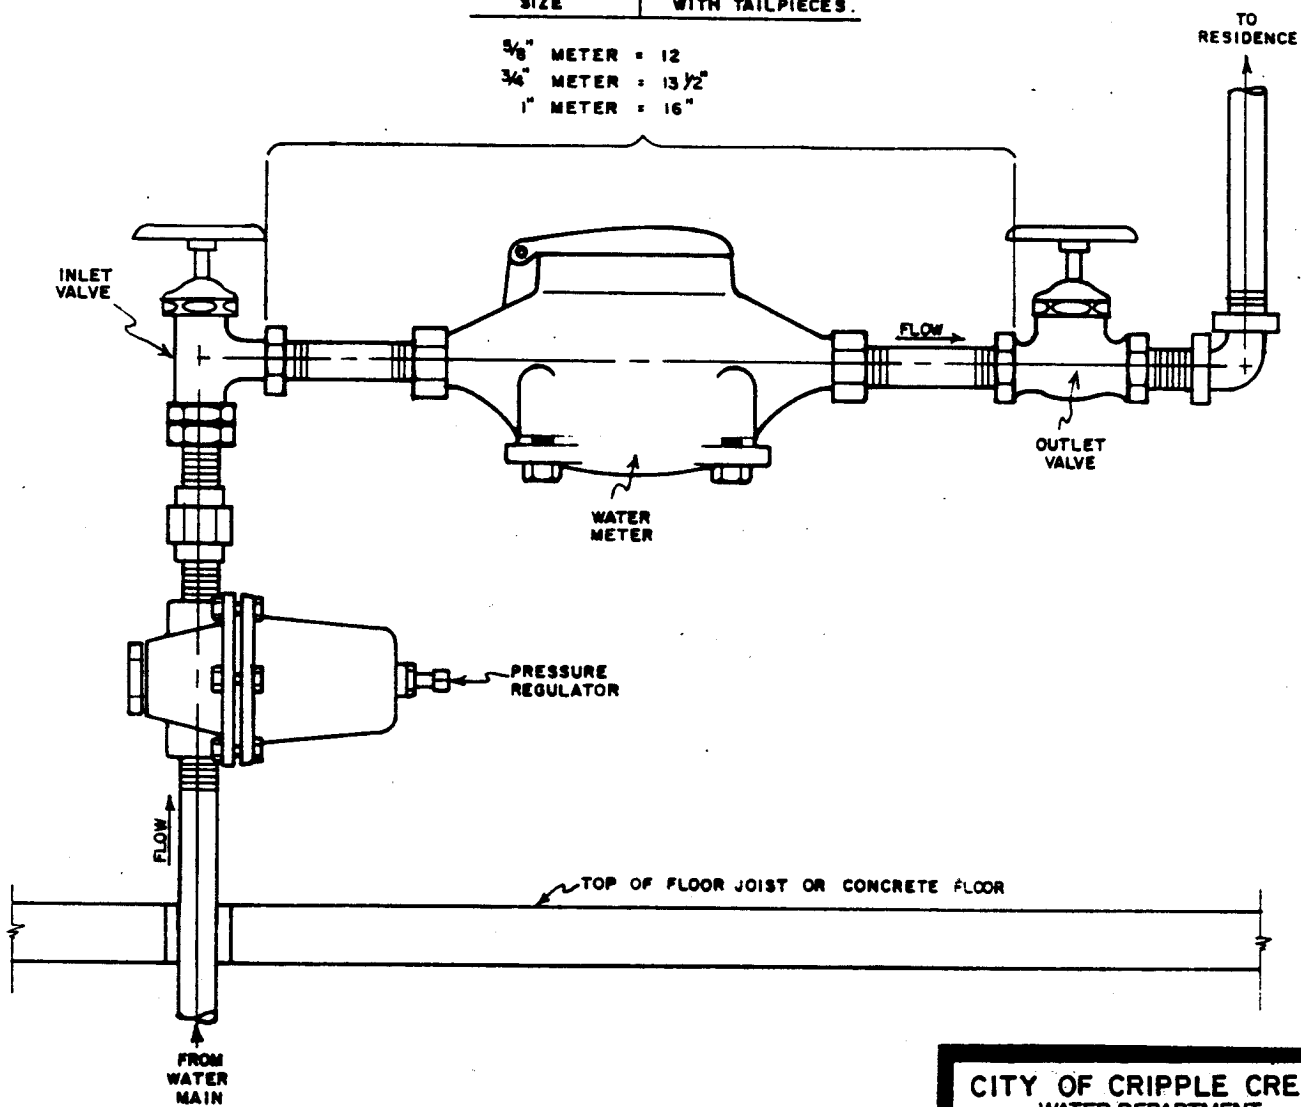 SIZE WITH TAILPIECES.
5/8" METER = 12
3/4" METER = 13 1/2"
1" METER = 16"
TO
RESIDENCE
INLET
VALVE
FLOW
OUTLET
VALVE
WATER
METER
PRESSURE
REGULATOR
FLOW
TOP OF FLOOR JOIST OR CONCRETE FLOOR
FROM
WATER
MAIN
CITY OF CRIPPLE CRE
WATER DEPARTMENT